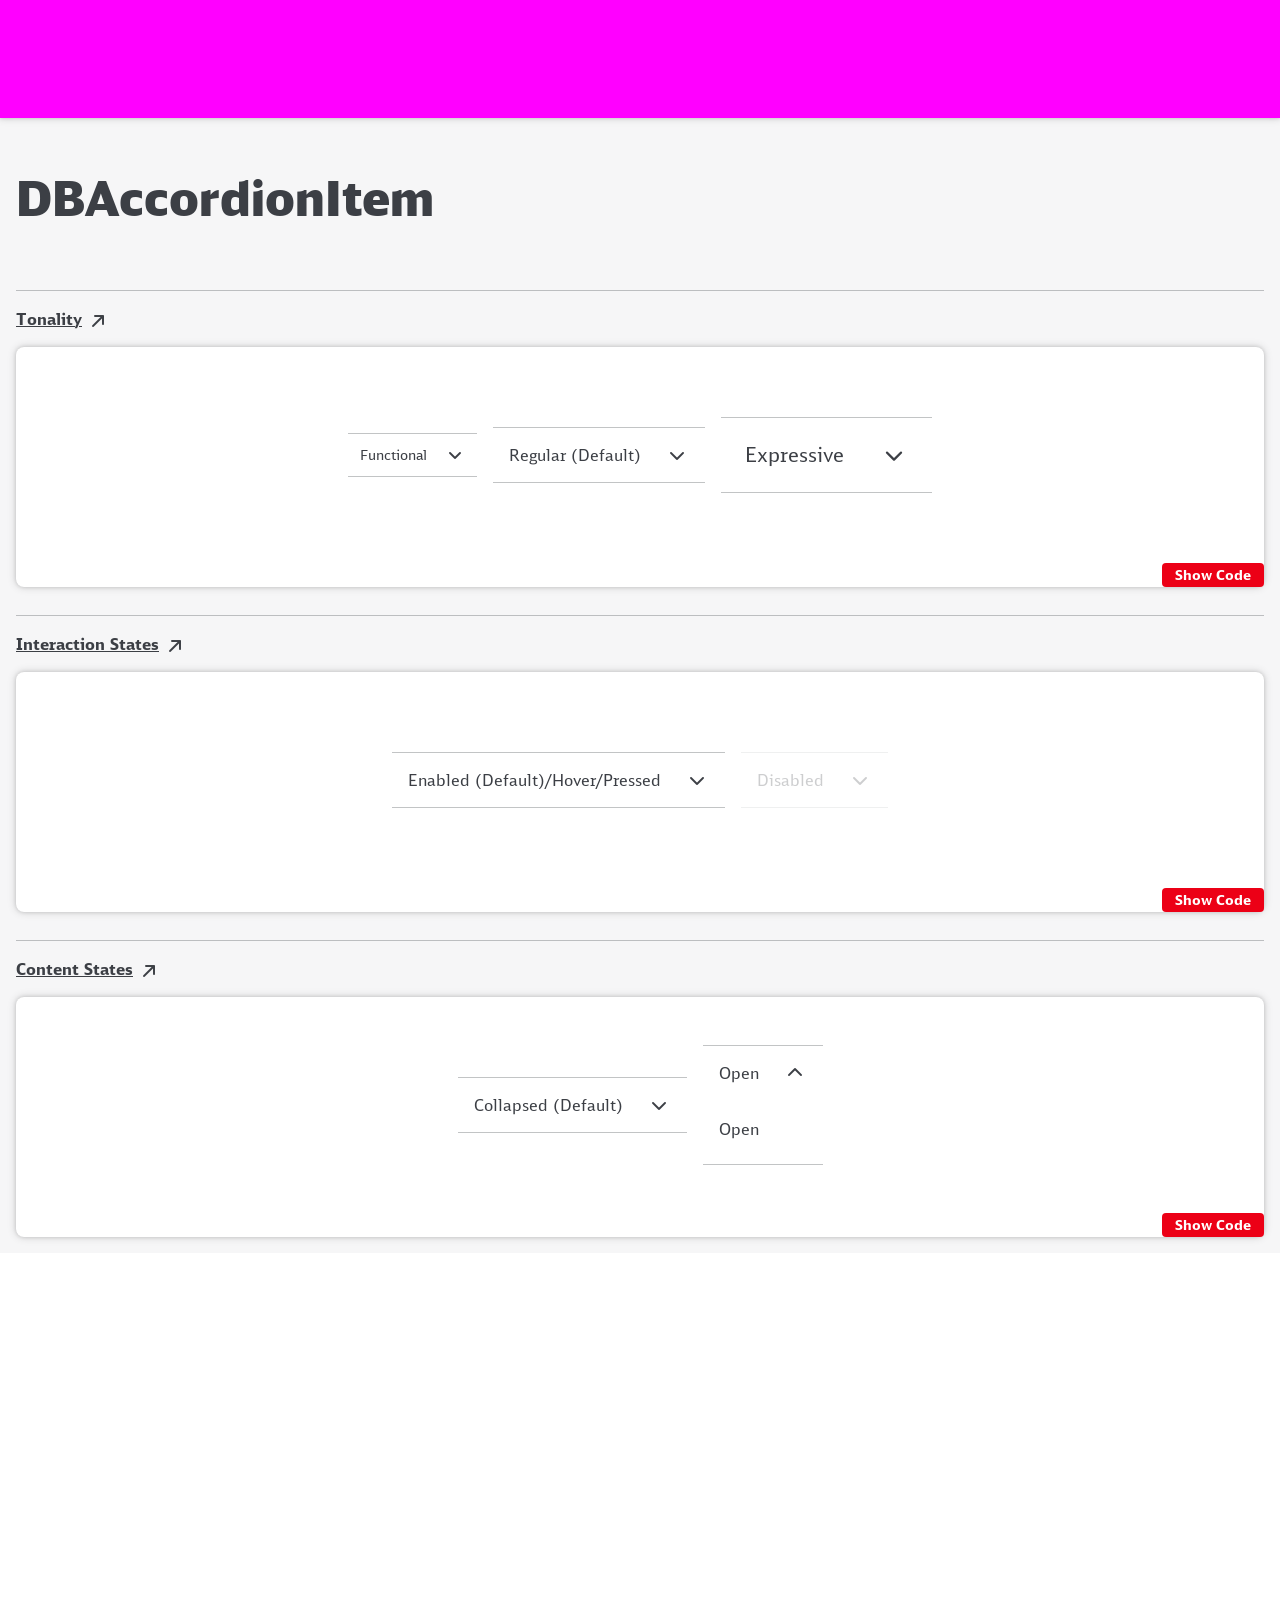 DBAccordionItem
Tonality
Functional
Regular (Default)
Expressive
Show Code
Interaction States
Enabled (Default)/Hover/Pressed
Disabled
Show Code
Content States
Collapsed (Default)
Open
Open
Show Code